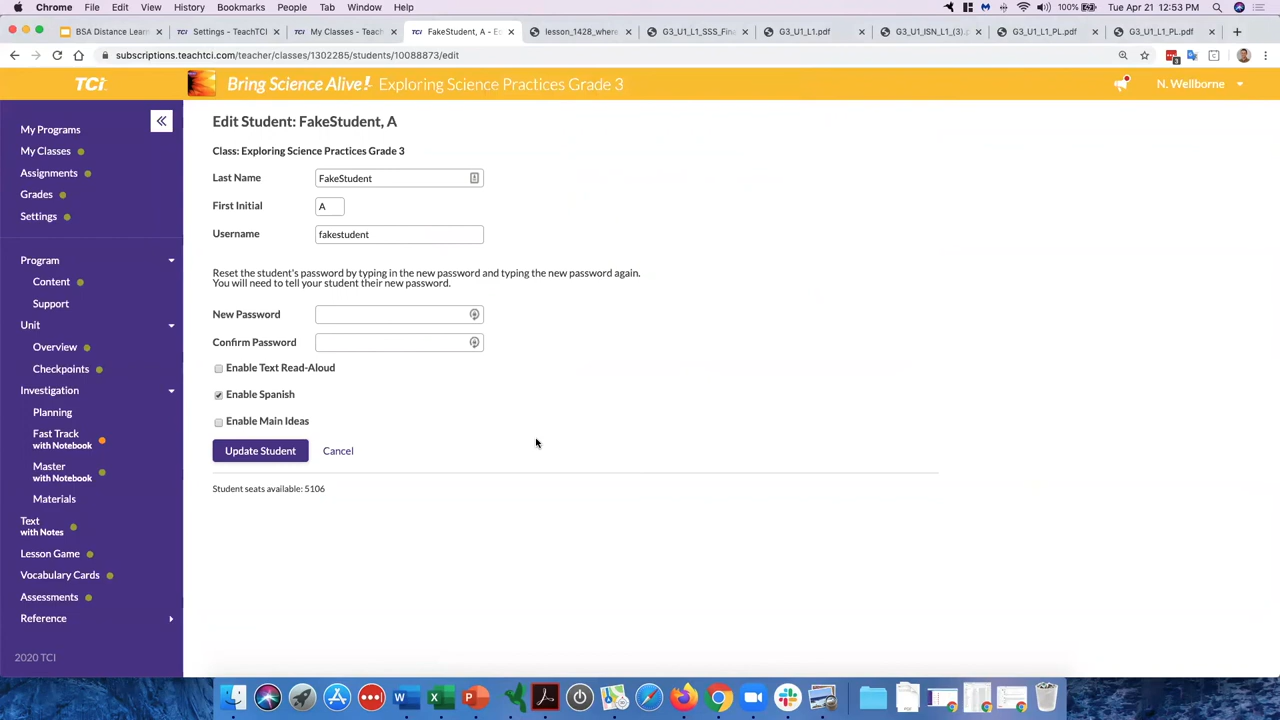 Chrome File Edit View History Bookmarks People Tab Window Help 100% Tue Apr 21 12:53 PM
BSA Distance Learning Settings - TeachTCI My Classes - Teach FakeStudent, A - E lesson_1428_where G3_U1_L1_SSS_Fina G3_U1_L1.pdf G3_U1_ISN_L1_(3).p G3_U1_L1_PL.pdf G3_U1_L1_PL.pdf
subscriptions.teachtci.com/teacher/classes/1302285/students/10088873/edit
TCi Bring Science Alive! Exploring Science Practices Grade 3 N. Wellborne
My Programs
My Classes
Assignments
Grades
Settings
Program
Content
Support
Unit
Overview
Checkpoints
Investigation
Planning
Fast Track
with Notebook
Master
with Notebook
Materials
Text
with Notes
Lesson Game
Vocabulary Cards
Assessments
Reference
2020 TCI
Edit Student: FakeStudent, A
Class: Exploring Science Practices Grade 3
Last Name FakeStudent
First Initial A
Username fakestudent
Reset the student's password by typing in the new password and typing the new password again.
You will need to tell your student their new password.
New Password
Confirm Password
Enable Text Read-Aloud
Enable Spanish
Enable Main Ideas
Update Student Cancel
Student seats available: 5106